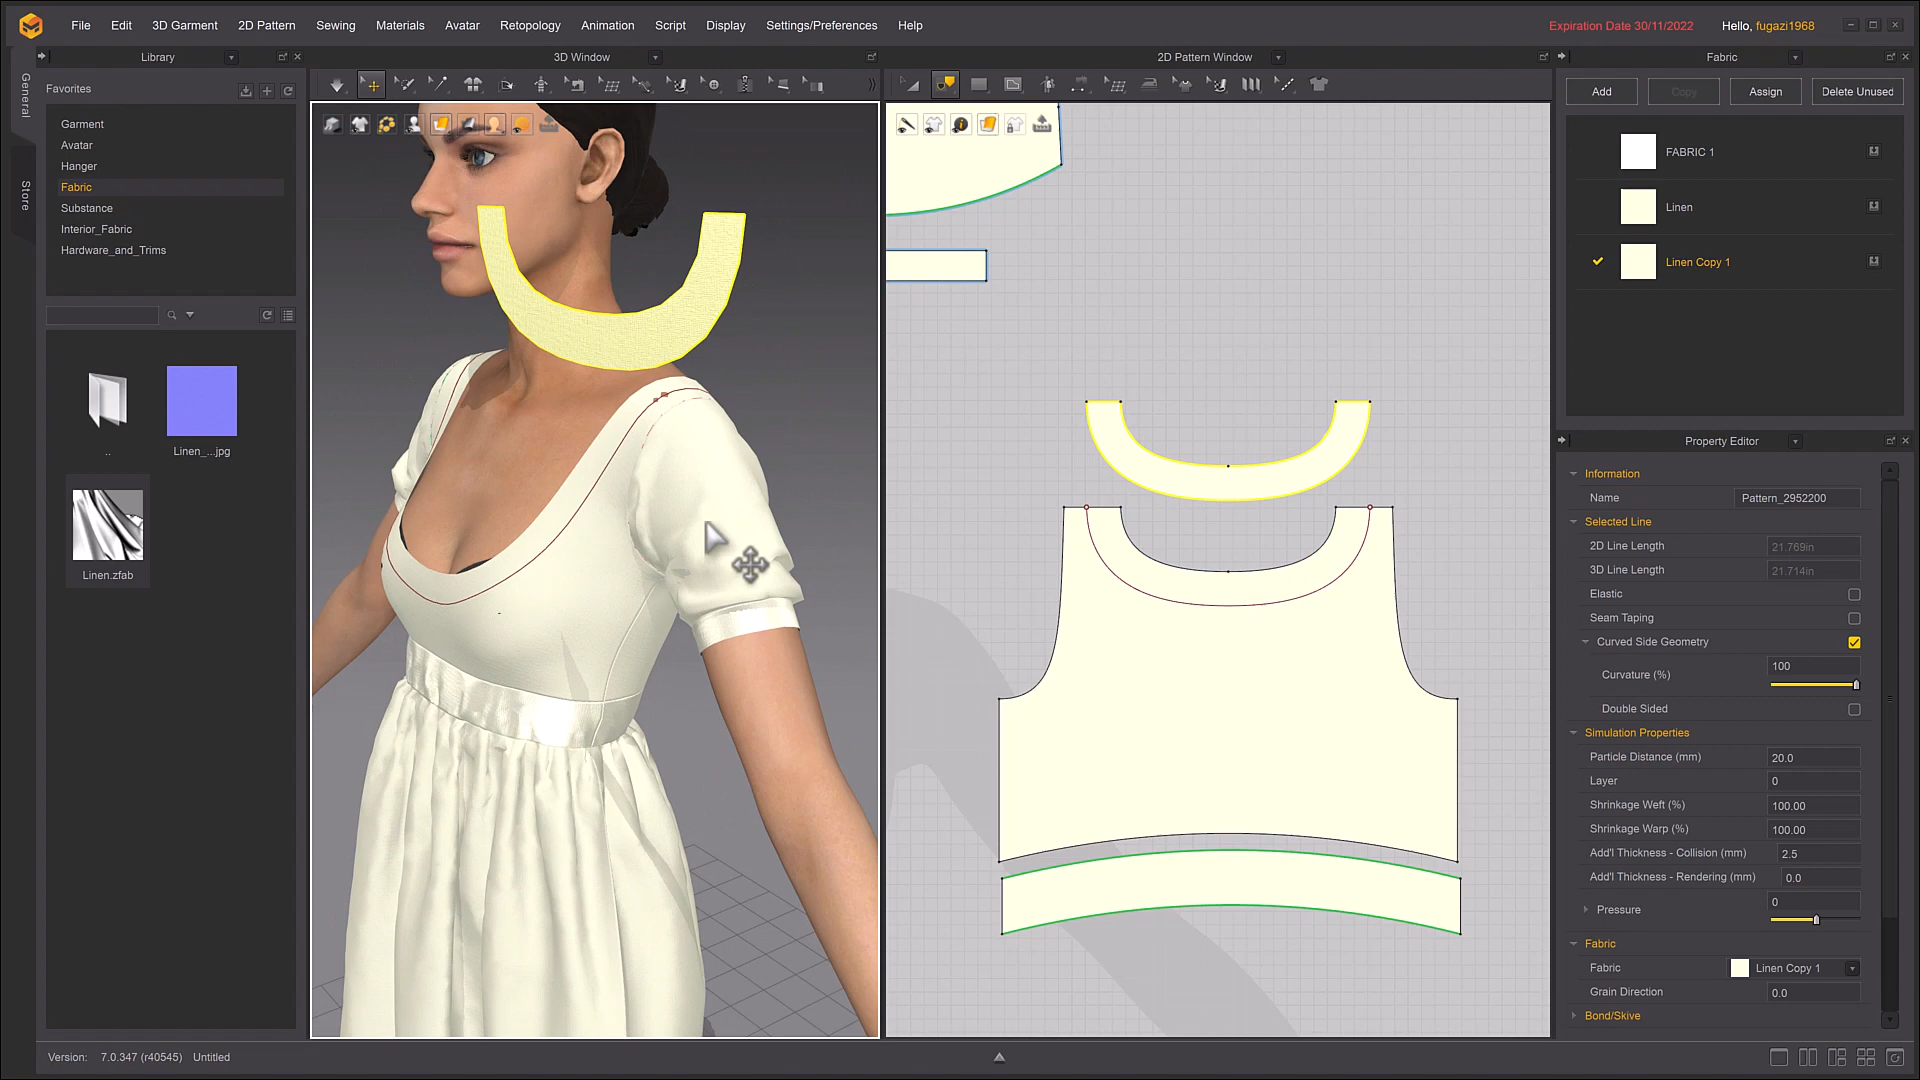 File Edit 3D Garment 2D Pattern Sewing Materials Avatar Retopology Animation Script Display Settings/Preferences Help
Expiration Date 30/11/2022 Hello, fugazi1968
Library
3D Window
2D Pattern Window
Fabric
General
Store
Favorites
Garment
Avatar
Hanger
Fabric
Substance
Interior_Fabric
Hardware_and_Trims
..
Linen_...jpg
Linen.zfab
Add Copy Assign Delete Unused
FABRIC 1
Linen
Linen Copy 1
Property Editor
Information
Name Pattern_2952200
Selected Line
2D Line Length 21.769in
3D Line Length 21.714in
Elastic
Seam Taping
Curved Side Geometry
Curvature (%) 100
Double Sided
Simulation Properties
Particle Distance (mm) 20.0
Layer 0
Shrinkage Weft (%) 100.00
Shrinkage Warp (%) 100.00
Add'l Thickness - Collision (mm) 2.5
Add'l Thickness - Rendering (mm) 0.0
Pressure 0
Fabric
Fabric Linen Copy 1
Grain Direction 0.0
Bond/Skive
Version: 7.0.347 (r40545) Untitled